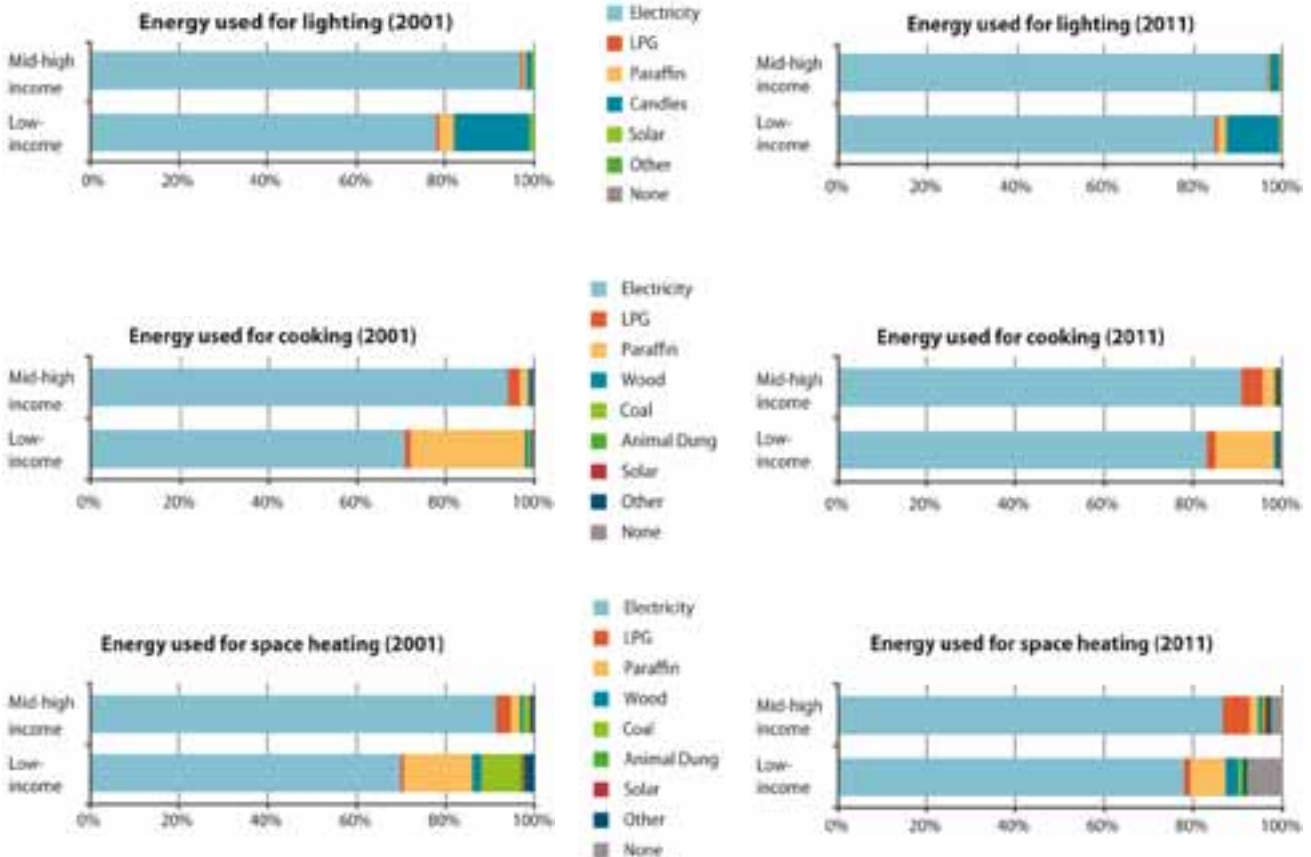 Energy used for lighting (2001)
Mid-high
income
Low-
income
0% 20% 40% 60% 80% 100%
Electricity
LPG
Paraffin
Candles
Solar
Other
None
Energy used for lighting (2011)
Mid-high
income
Low-
income
0% 20% 40% 60% 80% 100%
Energy used for cooking (2001)
Mid-high
income
Low-
income
0% 20% 40% 60% 80% 100%
Electricity
LPG
Paraffin
Wood
Coal
Animal Dung
Solar
Other
None
Energy used for cooking (2011)
Mid-high
income
Low-
income
0% 20% 40% 60% 80% 100%
Energy used for space heating (2001)
Mid-high
income
Low-
income
0% 20% 40% 60% 80% 100%
Electricity
LPG
Paraffin
Wood
Coal
Animal Dung
Solar
Other
None
Energy used for space heating (2011)
Mid-high
income
Low-
income
0% 20% 40% 60% 80% 100%